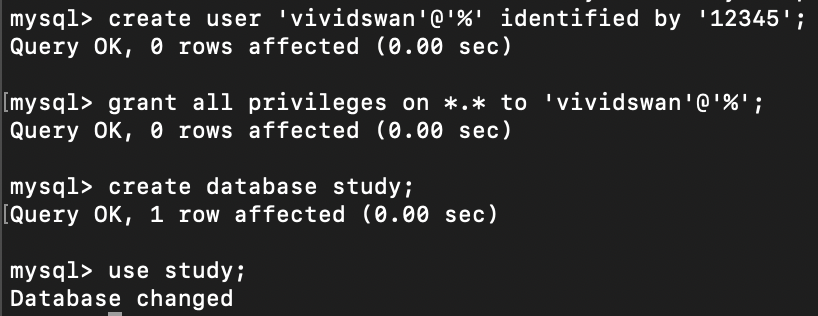 mysql> create user 'vividswan'@'%' identified by '12345';
Query OK, 0 rows affected (0.00 sec)
[mysql> grant all privileges on *.* to 'vividswan'@'%';
Query OK, 0 rows affected (0.00 sec)
mysql> create database study;
[Query OK, 1 row affected (0.00 sec)
mysql> use study;
Database changed